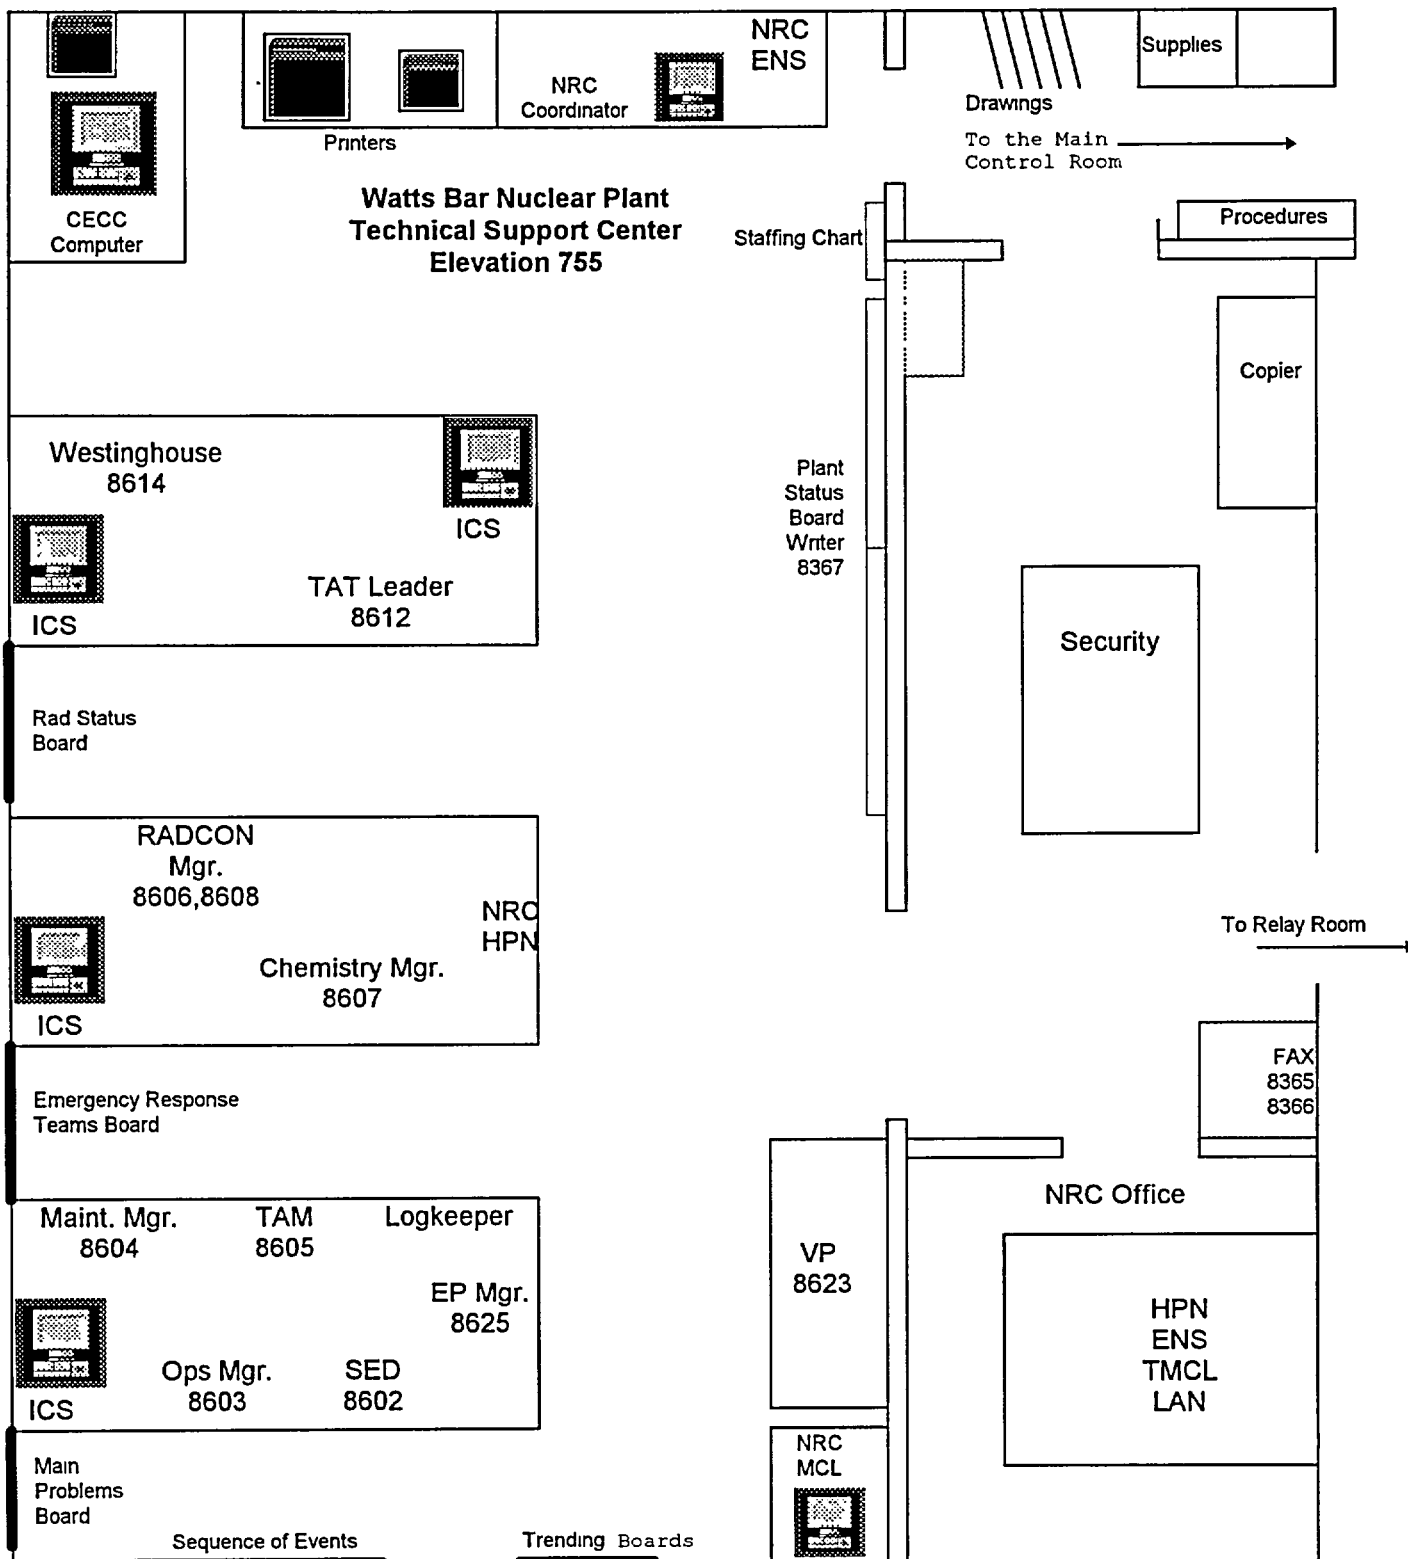 NRC
ENS
NRC
Coordinator
Printers
CECC
Computer
Watts Bar Nuclear Plant
Technical Support Center
Elevation 755
Supplies
Drawings
To the Main
Control Room
Staffing Chart
Procedures
Copier
Westinghouse
8614
ICS
TAT Leader
8612
ICS
Plant
Status
Board
Writer
8367
Security
Rad Status
Board
RADCON
Mgr.
8606,8608
NRC
HPN
Chemistry Mgr.
8607
ICS
To Relay Room
FAX
8365
8366
Emergency Response
Teams Board
NRC Office
Maint. Mgr.
8604
TAM
8605
Logkeeper
EP Mgr.
8625
Ops Mgr.
8603
SED
8602
ICS
VP
8623
HPN
ENS
TMCL
LAN
NRC
MCL
Main
Problems
Board
Sequence of Events
Trending Boards